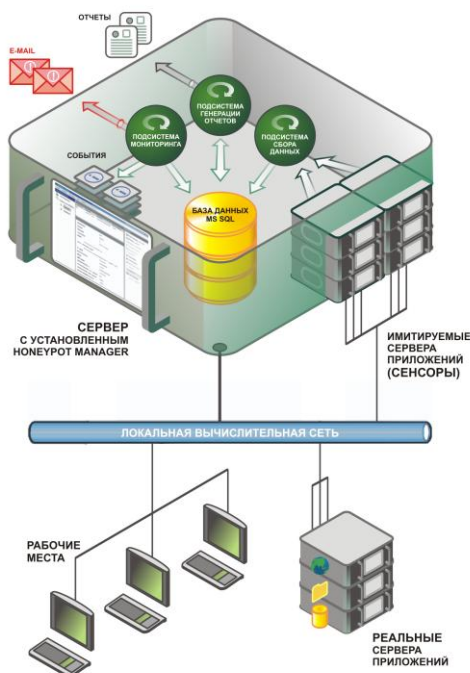 ОТЧЕТЫ
E-MAIL
ПОДСИСТЕМА
ГЕНЕРАЦИИ
ОТЧЕТОВ
ПОДСИСТЕМА
МОНИТОРИНГА
ПОДСИСТЕМА
СБОРА
ДАННЫХ
СОБЫТИЯ
БАЗА ДАННЫХ
MS SQL
СЕРВЕР
С УСТАНОВЛЕННЫМ
HONEYPOT MANAGER
ИМИТИРУЕМЫЕ
СЕРВЕРА
ПРИЛОЖЕНИЙ
(СЕНСОРЫ)
ЛОКАЛЬНАЯ ВЫЧИСЛИТЕЛЬНАЯ СЕТЬ
РАБОЧИЕ
МЕСТА
РЕАЛЬНЫЕ
СЕРВЕРА
ПРИЛОЖЕНИЙ